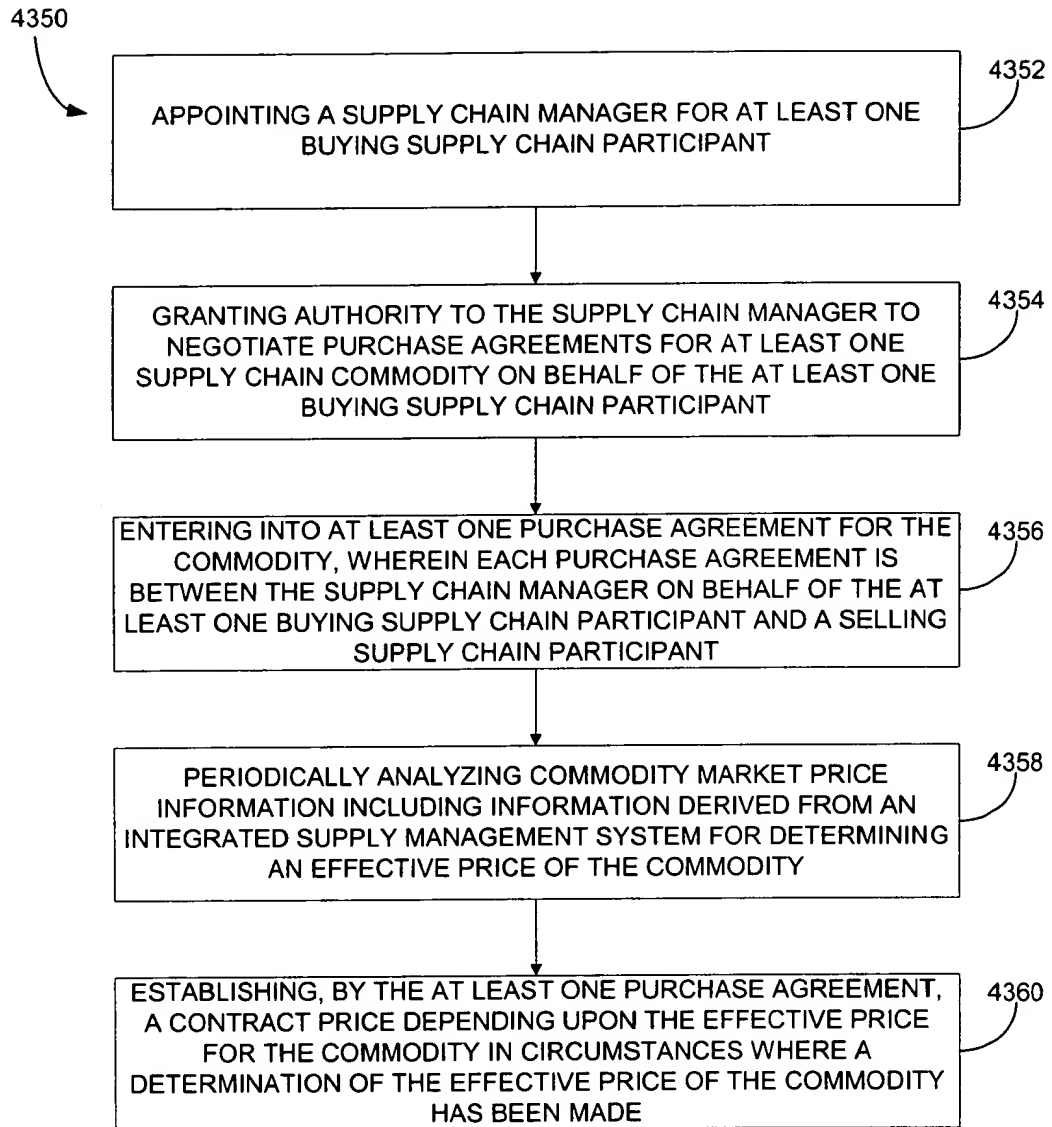 4350
4352
APPOINTING A SUPPLY CHAIN MANAGER FOR AT LEAST ONE
BUYING SUPPLY CHAIN PARTICIPANT
4354
GRANTING AUTHORITY TO THE SUPPLY CHAIN MANAGER TO
NEGOTIATE PURCHASE AGREEMENTS FOR AT LEAST ONE
SUPPLY CHAIN COMMODITY ON BEHALF OF THE AT LEAST ONE
BUYING SUPPLY CHAIN PARTICIPANT
4356
ENTERING INTO AT LEAST ONE PURCHASE AGREEMENT FOR THE
COMMODITY, WHEREIN EACH PURCHASE AGREEMENT IS
BETWEEN THE SUPPLY CHAIN MANAGER ON BEHALF OF THE AT
LEAST ONE BUYING SUPPLY CHAIN PARTICIPANT AND A SELLING
SUPPLY CHAIN PARTICIPANT
4358
PERIODICALLY ANALYZING COMMODITY MARKET PRICE
INFORMATION INCLUDING INFORMATION DERIVED FROM AN
INTEGRATED SUPPLY MANAGEMENT SYSTEM FOR DETERMINING
AN EFFECTIVE PRICE OF THE COMMODITY
4360
ESTABLISHING, BY THE AT LEAST ONE PURCHASE AGREEMENT,
A CONTRACT PRICE DEPENDING UPON THE EFFECTIVE PRICE
FOR THE COMMODITY IN CIRCUMSTANCES WHERE A
DETERMINATION OF THE EFFECTIVE PRICE OF THE COMMODITY
HAS BEEN MADE